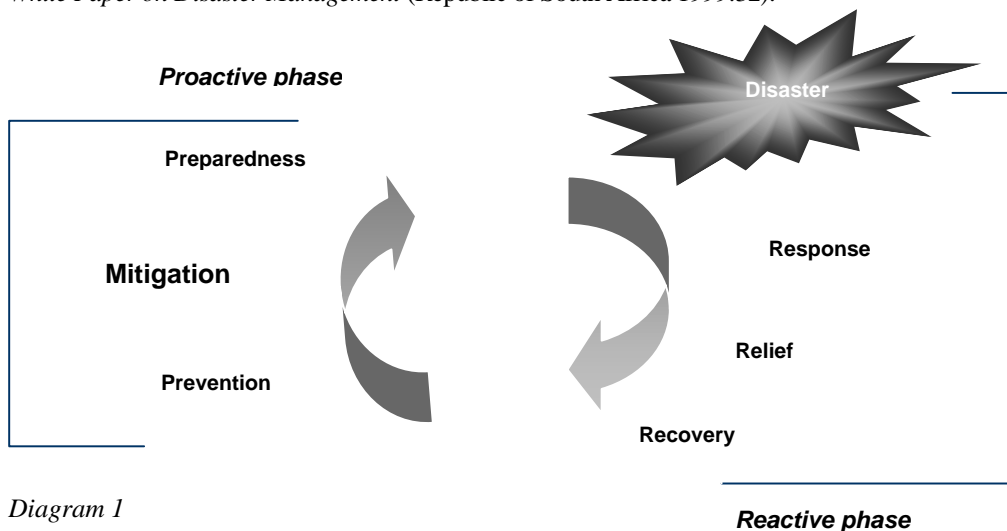 White Paper on Disaster Management (Republic of South Africa 1999:32).
Proactive phase
Disaster
Preparedness
Response
Mitigation
Relief
Prevention
Recovery
Diagram 1
Reactive phase